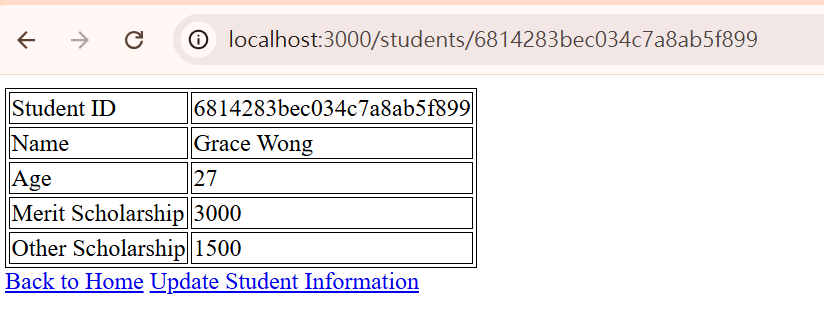 localhost:3000/students/6814283bec034c7a8ab5f899
Student ID 6814283bec034c7a8ab5f899
Name Grace Wong
Age 27
Merit Scholarship 3000
Other Scholarship 1500
Back to Home Update Student Information